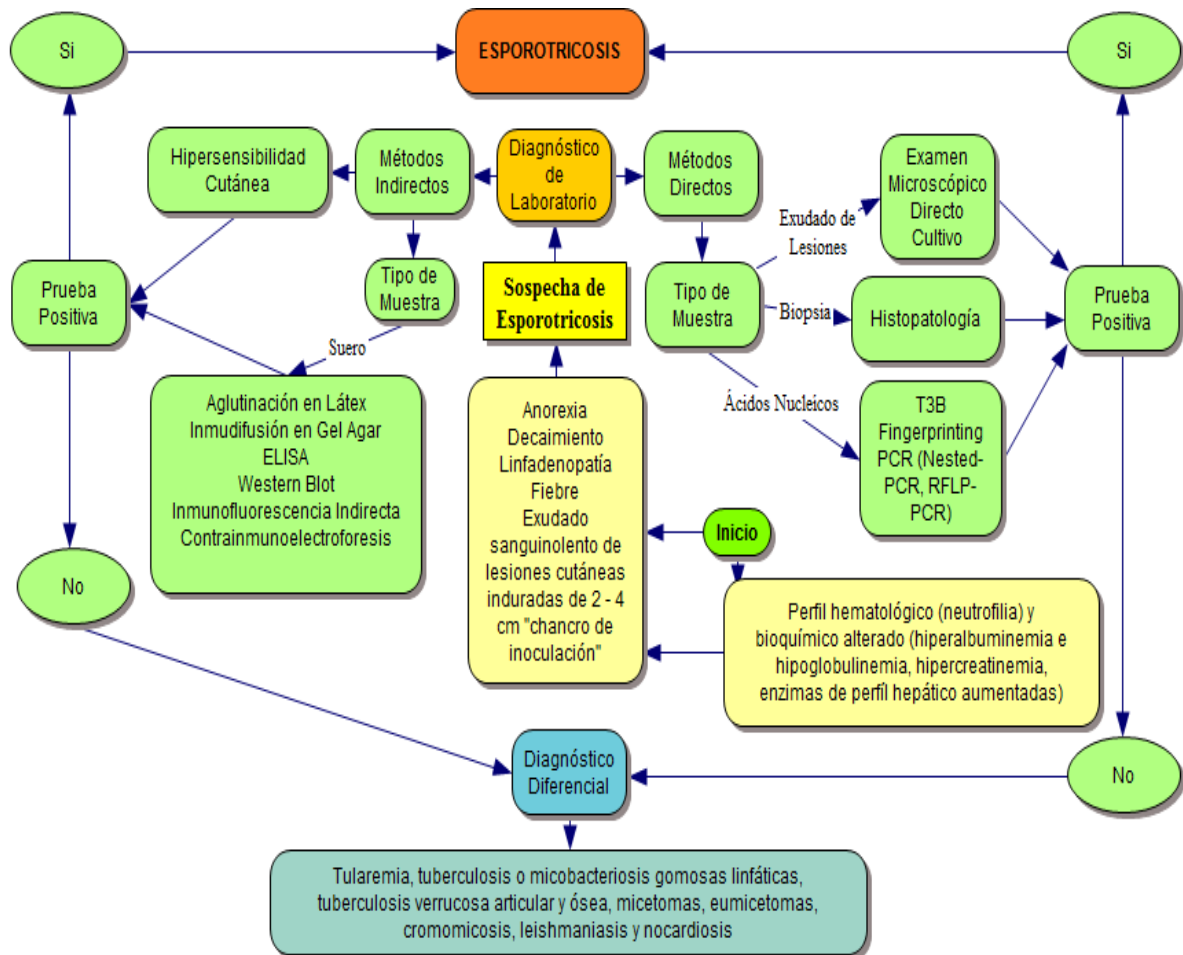 Si
ESPOROTRICOSIS
Si
Hipersensibilidad
Cutánea
Métodos
Indirectos
Diagnóstico
de
Laboratorio
Métodos
Directos
Exudado de
Lesiones
Examen
Microscópico
Directo
Cultivo
Prueba
Positiva
Tipo de
Muestra
Suero
Sospecha de
Esporotricosis
Tipo de
Muestra
Biopsia
Histopatología
Prueba
Positiva
Ácidos Nucleicos
Aglutinación en Látex
Inmudifusión en Gel Agar
ELISA
Western Blot
Inmunofluorescencia Indirecta
Contrainmunoelectroforesis
Anorexia
Decaimiento
Linfadenopatía
Fiebre
Exudado
sanguinolento de
lesiones cutáneas
induradas de 2 - 4
cm "chancro de
inoculación"
T3B
Fingerprinting
PCR (Nested-
PCR, RFLP-
PCR)
Inicio
No
Perfil hematológico (neutrofilia) y
bioquímico alterado (hiperalbuminemia e
hipoglobulinemia, hipercreatinemia,
enzimas de perfíl hepático aumentadas)
Diagnóstico
Diferencial
No
Tularemia, tuberculosis o micobacteriosis gomosas linfáticas,
tuberculosis verrucosa articular y ósea, micetomas, eumicetomas,
cromomicosis, leishmaniasis y nocardiosis